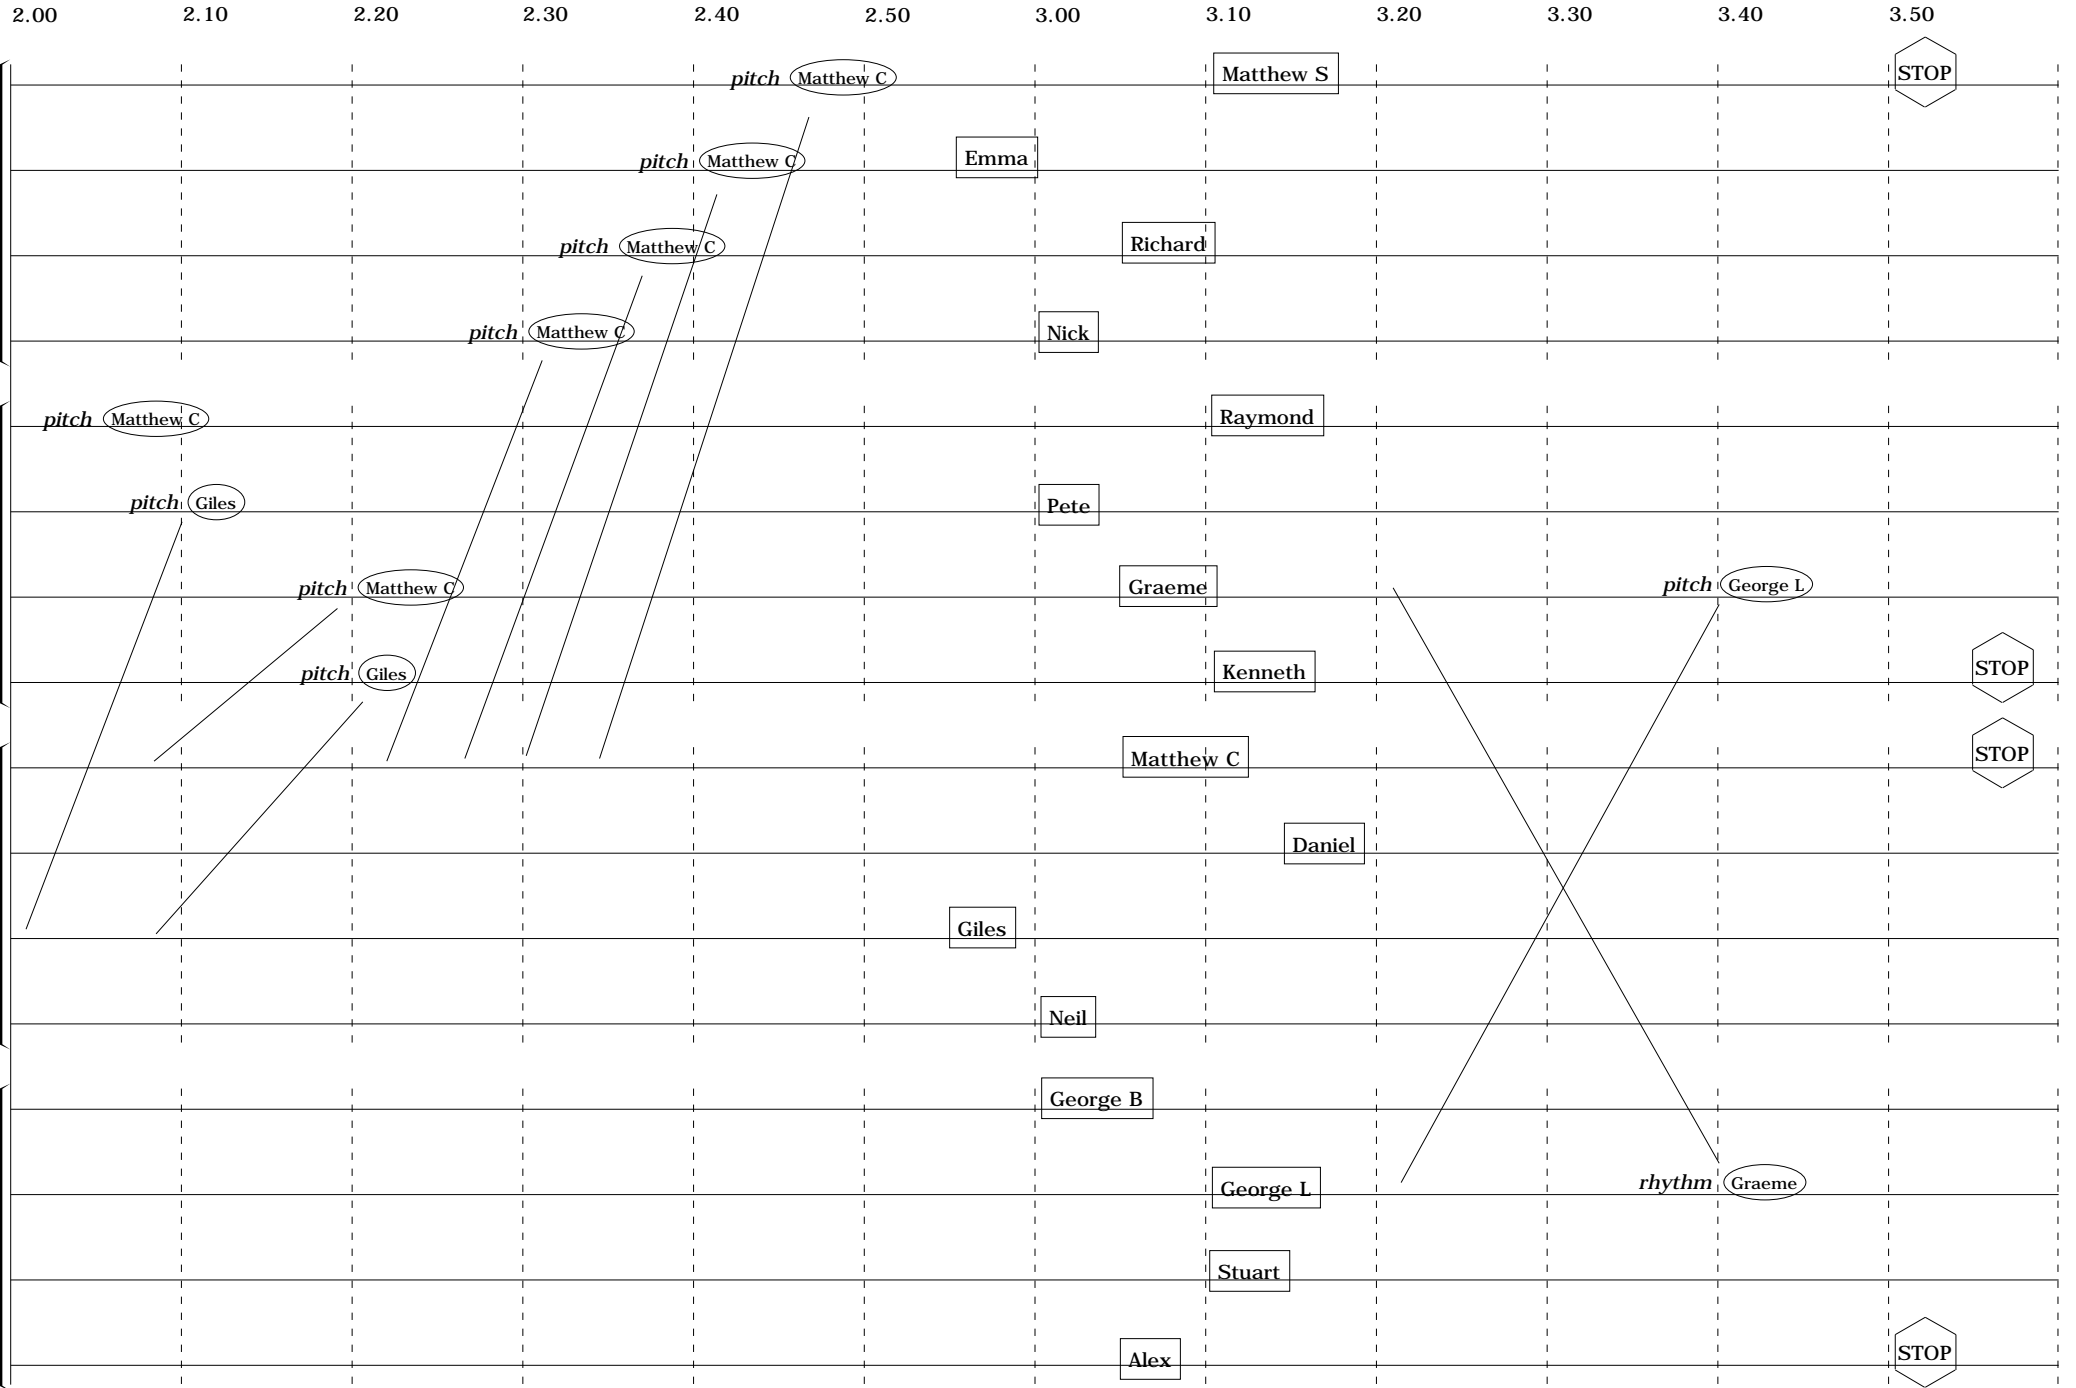 2.00 2.10 2.20 2.30 2.40 2.50 3.00 3.10 3.20 3.30 3.40 3.50
pitch Matthew C Matthew S STOP
pitch Matthew C Emma
pitch Matthew C Richard
pitch Matthew C Nick
pitch Matthew C Raymond
pitch Giles Pete
pitch Matthew C Graeme pitch George L
pitch Giles Kenneth STOP
Matthew C STOP
Daniel
Giles
Neil
George B
George L rhythm Graeme
Stuart
Alex STOP